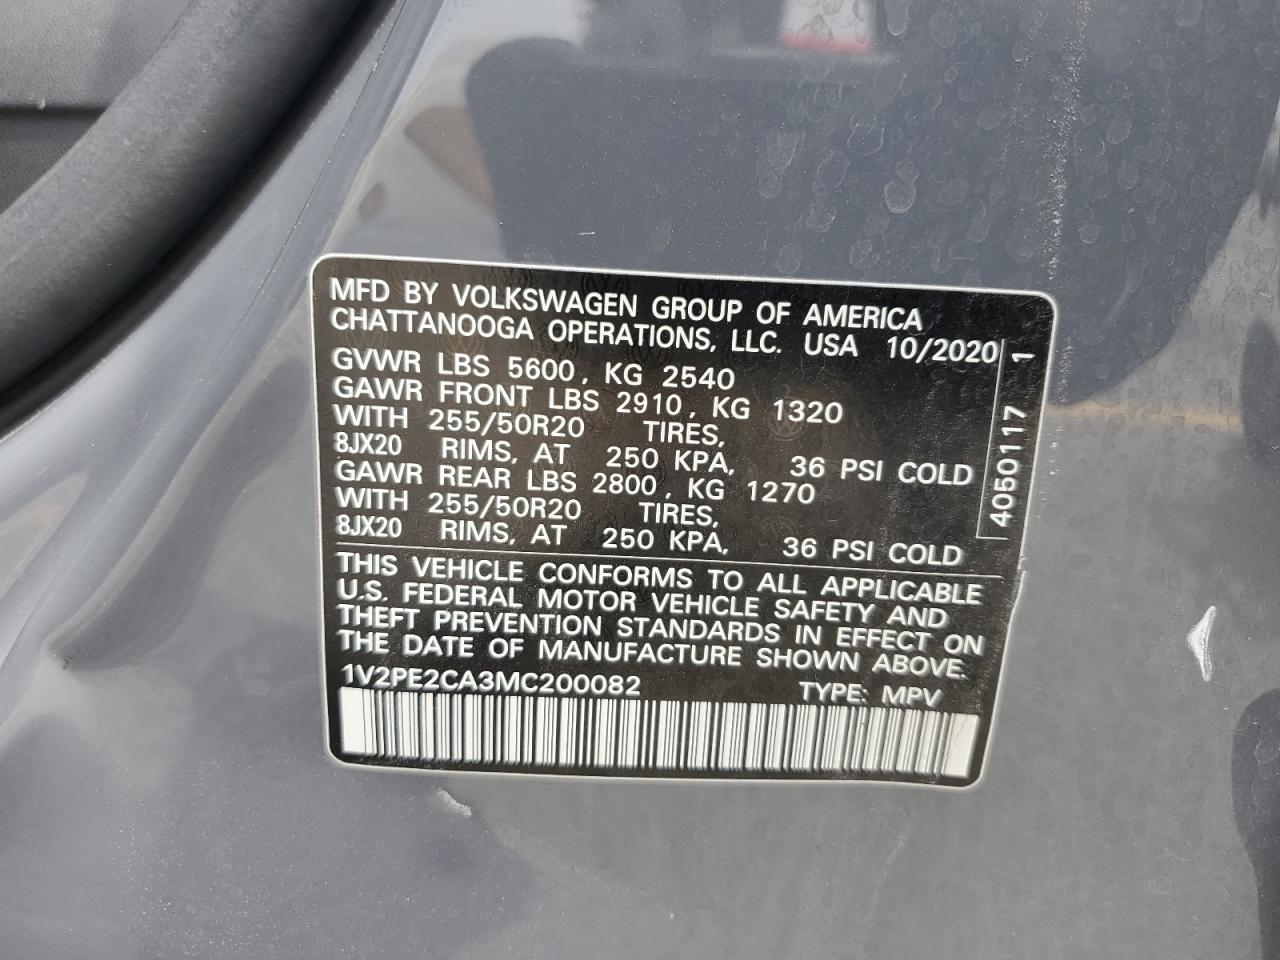 MFD BY VOLKSWAGEN GROUP OF AMERICA
CHATTANOOGA OPERATIONS, LLC. USA 10/2020
GVWR LBS 5600, KG 2540
GAWR FRONT LBS 2910, KG 1320
WITH 255/50R20 TIRES,
8JX20 RIMS, AT 250 KPA, 36 PSI COLD
GAWR REAR LBS 2800, KG 1270
WITH 255/50R20 TIRES,
8JX20 RIMS, AT 250 KPA, 36 PSI COLD
4050117 1
THIS VEHICLE CONFORMS TO ALL APPLICABLE
U.S. FEDERAL MOTOR VEHICLE SAFETY AND
THEFT PREVENTION STANDARDS IN EFFECT ON
THE DATE OF MANUFACTURE SHOWN ABOVE.
1V2PE2CA3MC200082 TYPE: MPV